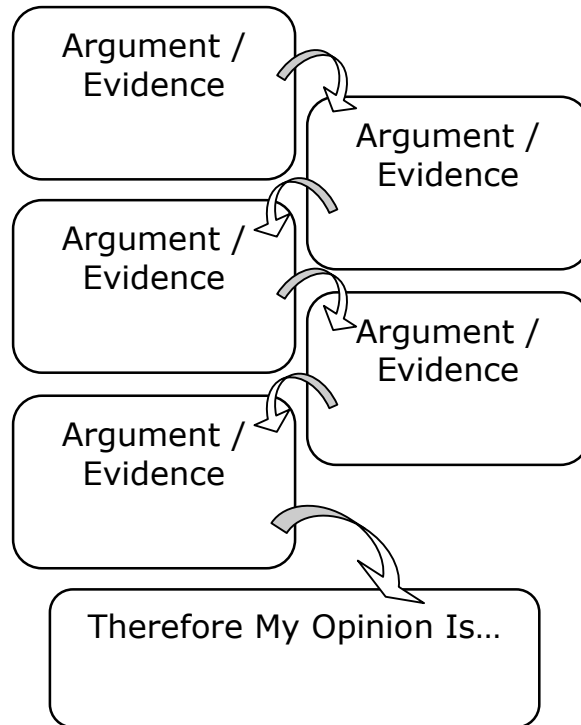 Argument /
Evidence
Argument /
Evidence
Argument /
Evidence
Argument /
Evidence
Argument /
Evidence
Therefore My Opinion Is...